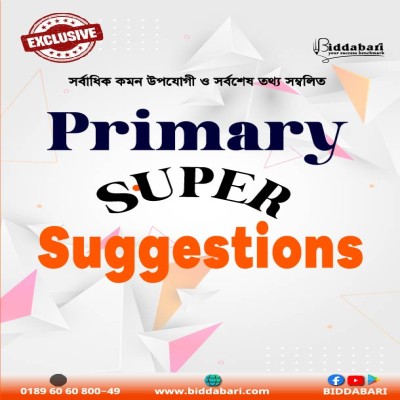 EXCLUSIVE
Biddabari
your success benchmark
সর্বাধিক কমন উপযোগী ও সর্বশেষ তথ্য সম্বলিত
Primary
SUPER
Suggestions
0189 60 60 800-49
www.biddabari.com
BIDDABARI